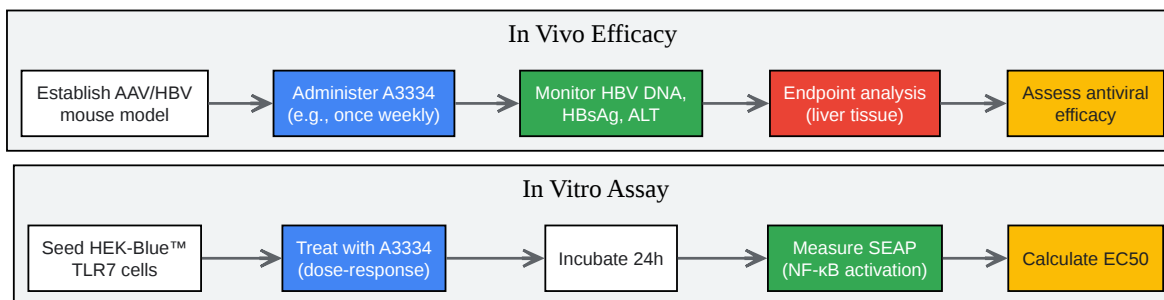 In Vivo Efficacy
Establish AAV/HBV
mouse model
Administer A3334
(e.g., once weekly)
Monitor HBV DNA,
HBsAg, ALT
Endpoint analysis
(liver tissue)
Assess antiviral
efficacy
In Vitro Assay
Seed HEK-Blue™
TLR7 cells
Treat with A3334
(dose-response)
Incubate 24h
Measure SEAP
(NF-κB activation)
Calculate EC50